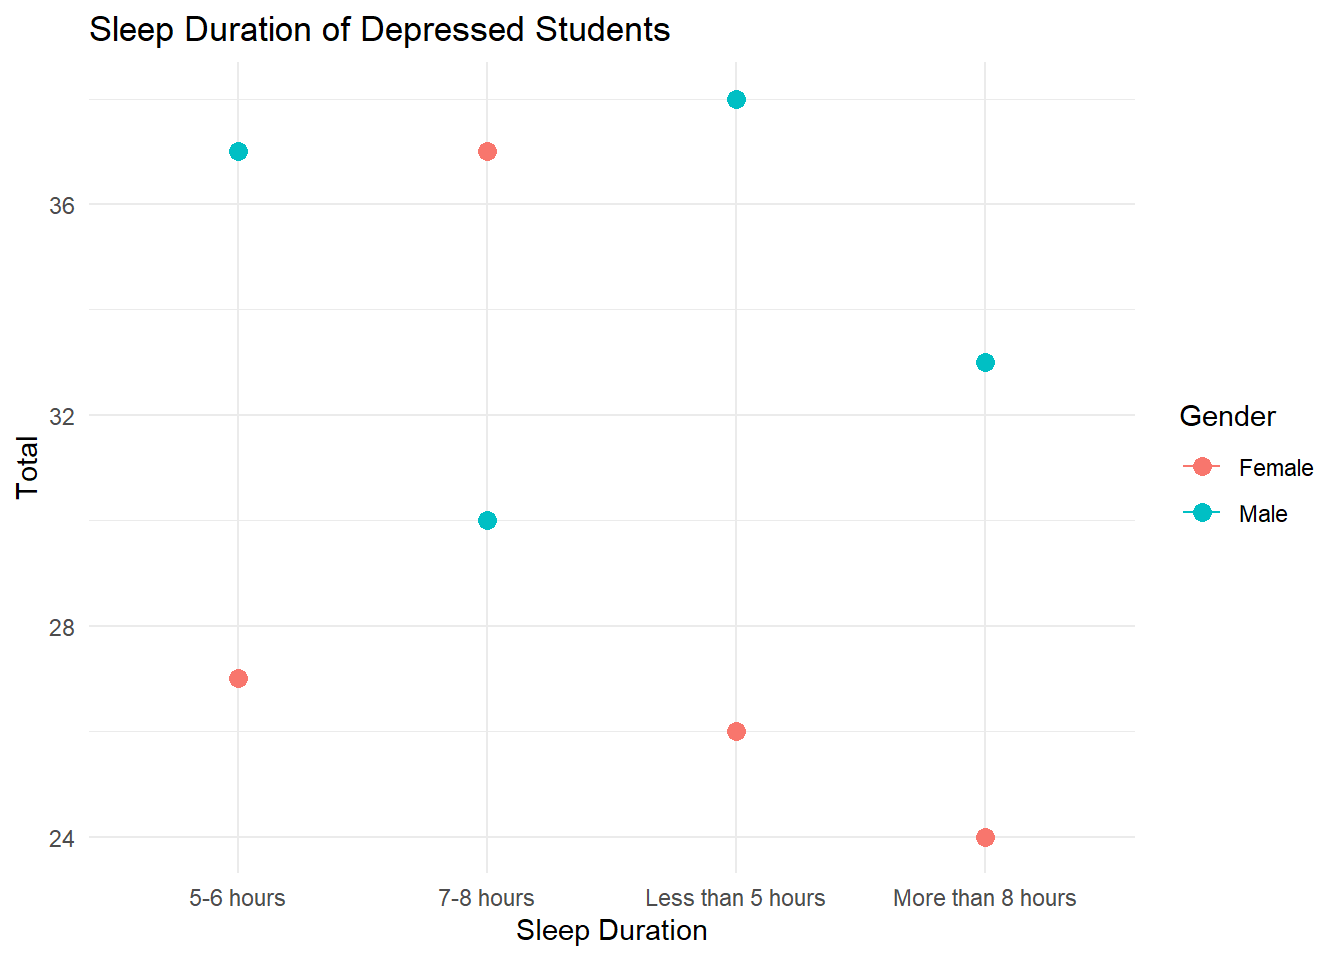 Sleep Duration of Depressed Students
36
32
28
24
Total
5-6 hours
7-8 hours
Less than 5 hours
More than 8 hours
Sleep Duration
Gender
Female
Male